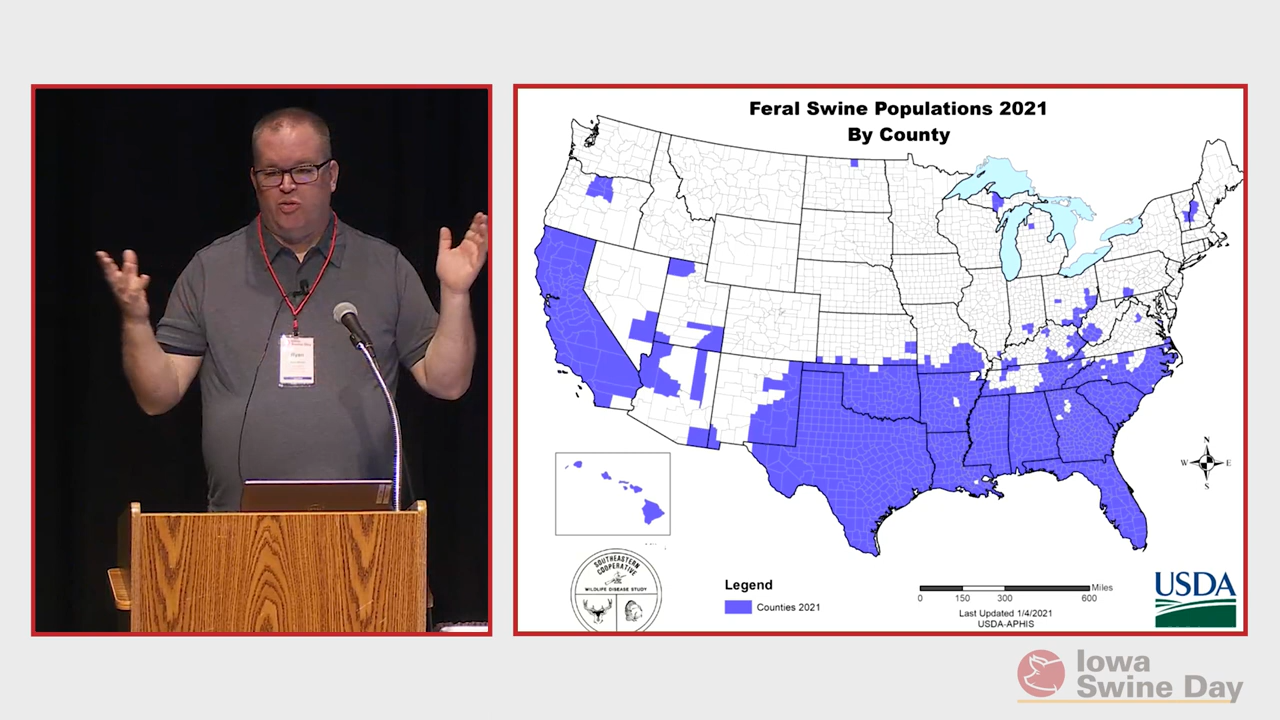 Feral Swine Populations 2021
By County
Ryan
SOUTHEASTERN
COOPERATIVE
WILDLIFE DISEASE STUDY
Legend
Counties 2021
N
W E
S
Miles
0 150 300 600
Last Updated 1/4/2021
USDA-APHIS
USDA
Iowa
Swine Day